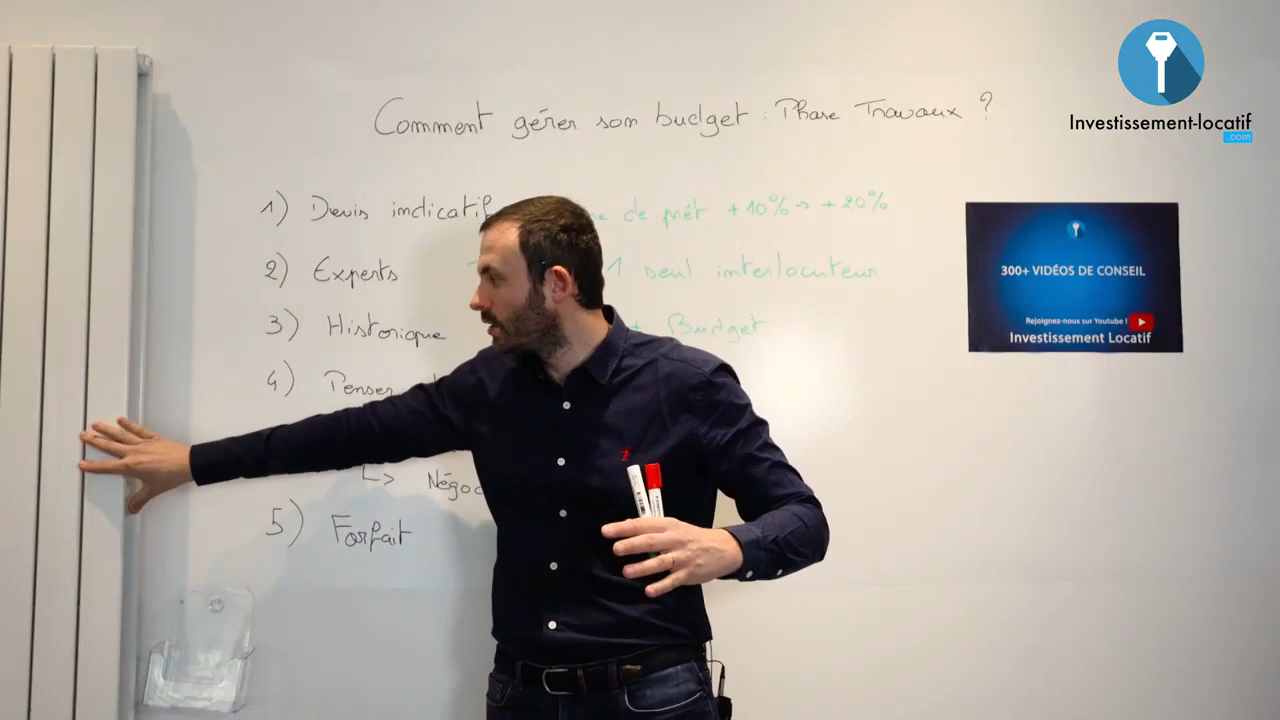 Comment gérer son budget : Phase Travaux ?
Investissement-locatif
.com
1) Devis indicatif de prêt +10% → +20%
2) Experts 1 seul interlocuteur
3) Historique + Budget
4) Penser
↳ Négoc
5) Forfait
300+ VIDÉOS DE CONSEIL
Rejoignez-nous sur Youtube !
Investissement Locatif